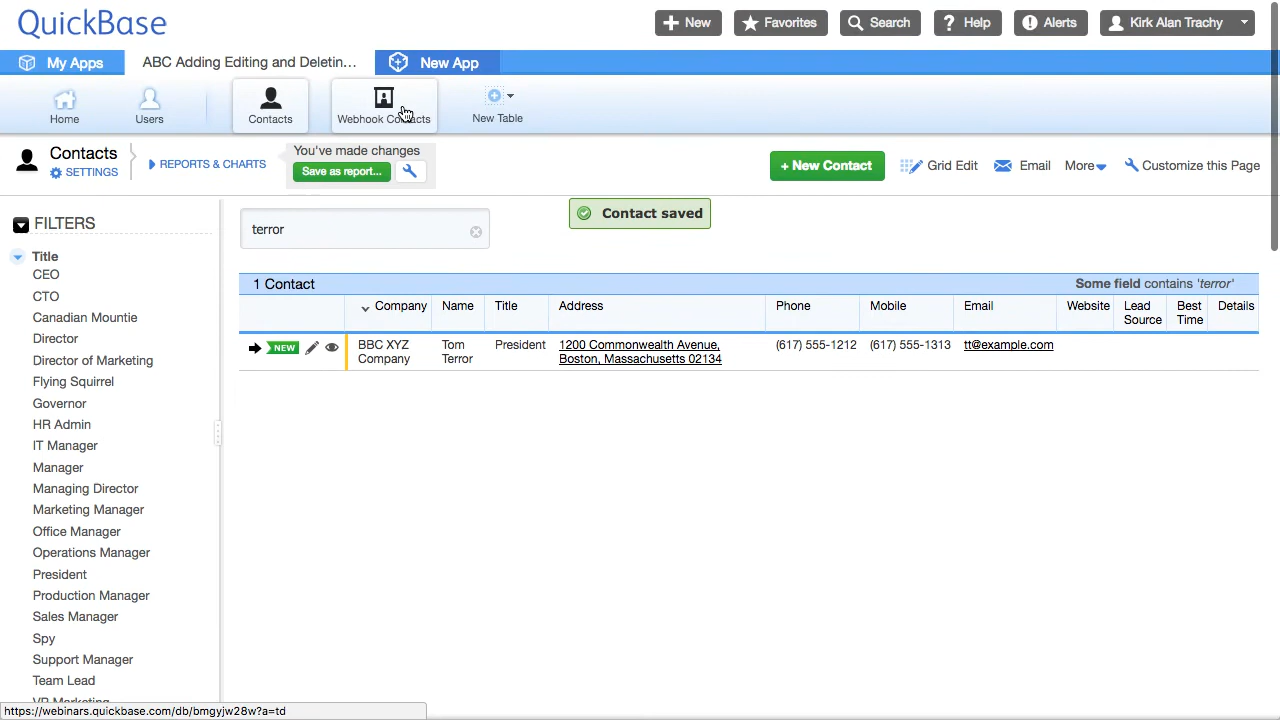 QuickBase
New
Favorites
Search
Help
Alerts
Kirk Alan Trachy
My Apps
ABC Adding Editing and Deletin...
New App
Home
Users
Contacts
Webhook Contacts
New Table
Contacts
SETTINGS
REPORTS & CHARTS
You've made changes
Save as report...
+ New Contact
Grid Edit
Email
More
Customize this Page
FILTERS
terror
Contact saved
Title
CEO
CTO
Canadian Mountie
Director
Director of Marketing
Flying Squirrel
Governor
HR Admin
IT Manager
Manager
Managing Director
Marketing Manager
Office Manager
Operations Manager
President
Production Manager
Sales Manager
Spy
Support Manager
Team Lead
VP Marketing
1 Contact
Some field contains 'terror'
Company Name Title Address Phone Mobile Email Website Lead Source Best Time Details
NEW
BBC XYZ Company
Tom Terror
President
1200 Commonwealth Avenue,
Boston, Massachusetts 02134
(617) 555-1212
(617) 555-1313
tt@example.com
https://webinars.quickbase.com/db/bmgyjw28w?a=td